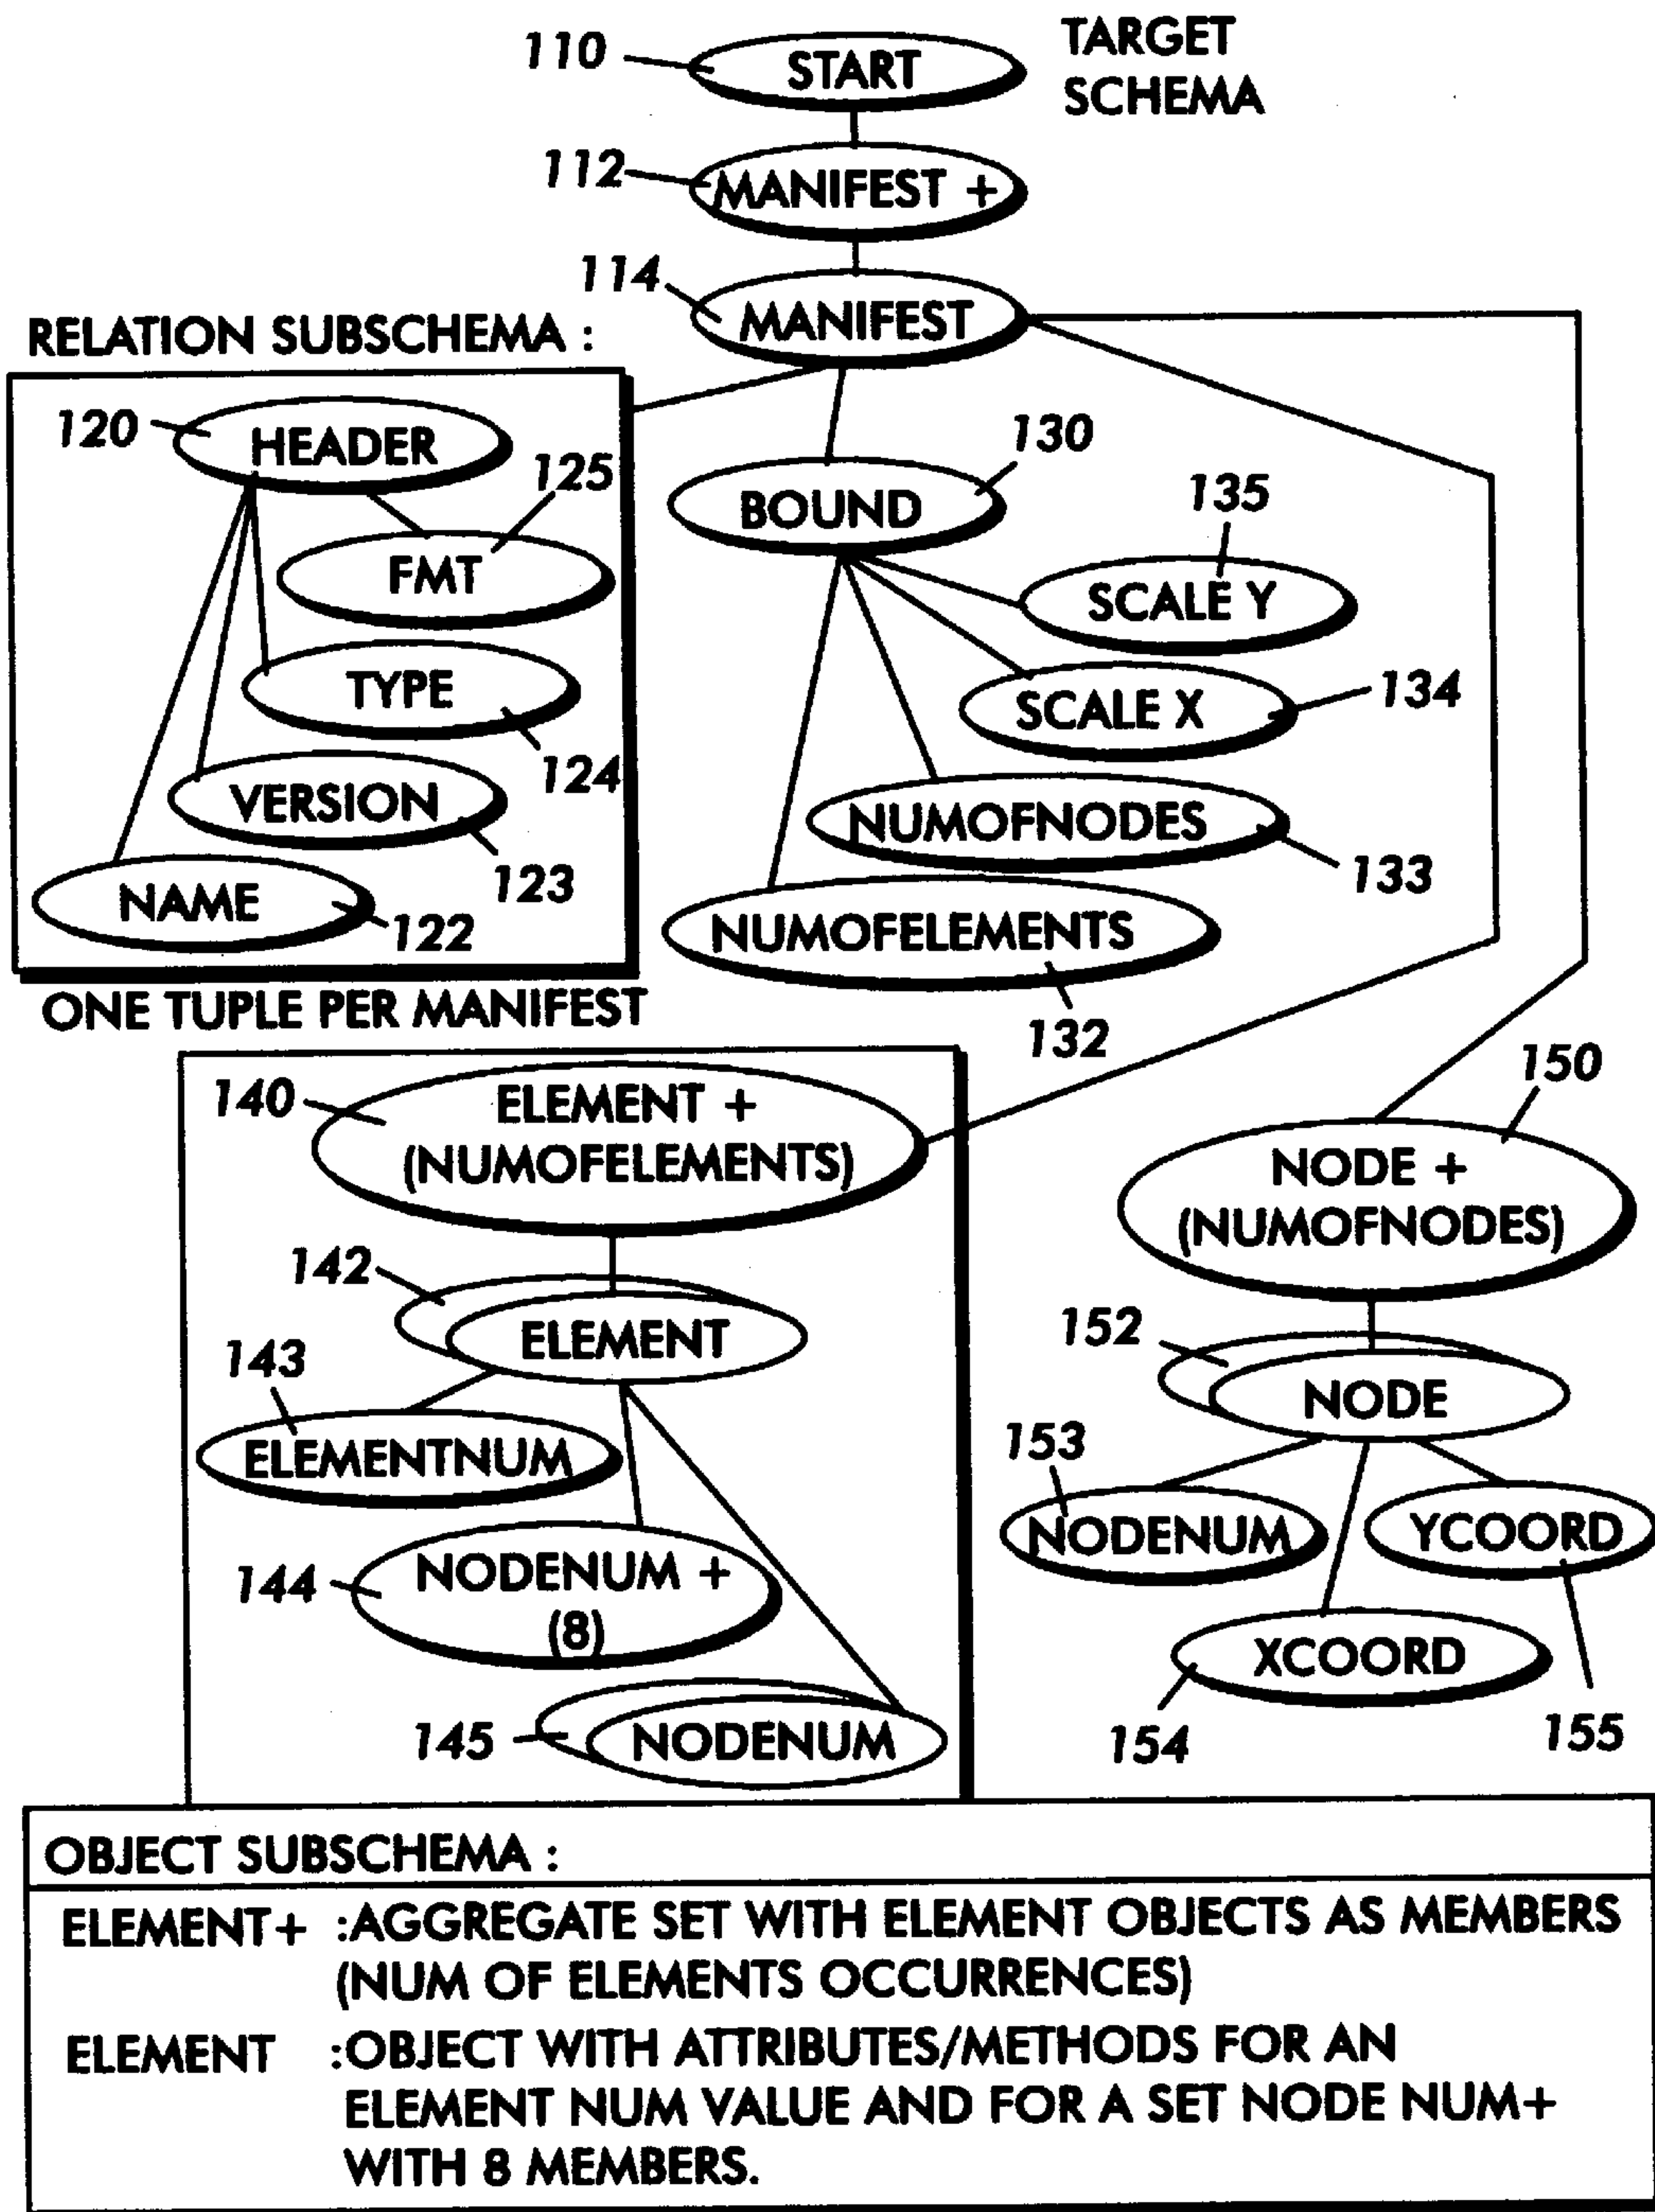 TARGET
SCHEMA
110
START
112
MANIFEST +
114
MANIFEST
RELATION SUBSCHEMA :
120
HEADER
125
FMT
TYPE
124
VERSION
123
NAME
122
ONE TUPLE PER MANIFEST
130
BOUND
135
SCALE Y
SCALE X
134
NUMOFNODES
133
NUMOFELEMENTS
132
140
ELEMENT +
(NUMOFELEMENTS)
142
ELEMENT
143
ELEMENTNUM
144
NODENUM +
(8)
145
NODENUM
150
NODE +
(NUMOFNODES)
152
NODE
153
NODENUM
YCOORD
XCOORD
154
155
OBJECT SUBSCHEMA :
ELEMENT+ :AGGREGATE SET WITH ELEMENT OBJECTS AS MEMBERS
(NUM OF ELEMENTS OCCURRENCES)
ELEMENT :OBJECT WITH ATTRIBUTES/METHODS FOR AN
ELEMENT NUM VALUE AND FOR A SET NODE NUM+
WITH 8 MEMBERS.